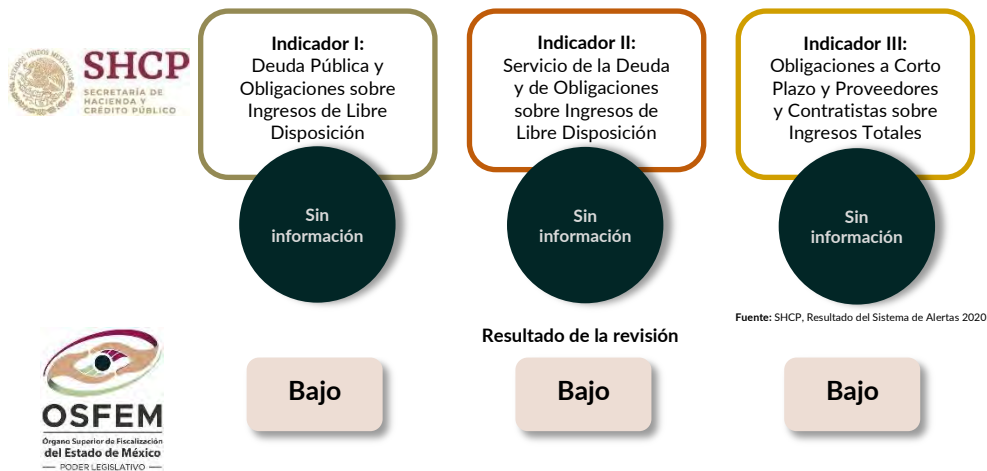 SHCP
SECRETARÍA DE
HACIENDA Y
CRÉDITO PÚBLICO
ESTADOS UNIDOS MEXICANOS
Indicador I:
Deuda Pública y
Obligaciones sobre
Ingresos de Libre
Disposición
Sin
información
Indicador II:
Servicio de la Deuda
y de Obligaciones
sobre Ingresos de
Libre Disposición
Sin
información
Indicador III:
Obligaciones a Corto
Plazo y Proveedores
y Contratistas sobre
Ingresos Totales
Sin
información
Fuente: SHCP, Resultado del Sistema de Alertas 2020
Resultado de la revisión
OSFEM
Órgano Superior de Fiscalización
del Estado de México
PODER LEGISLATIVO
Bajo
Bajo
Bajo